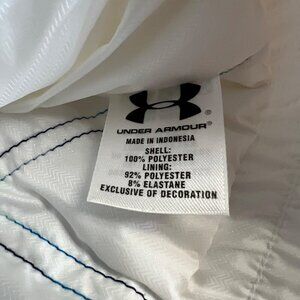 UNDER ARMOUR®
MADE IN INDONESIA
SHELL:
100% POLYESTER
LINING:
92% POLYESTER
8% ELASTANE
EXCLUSIVE OF DECORATION